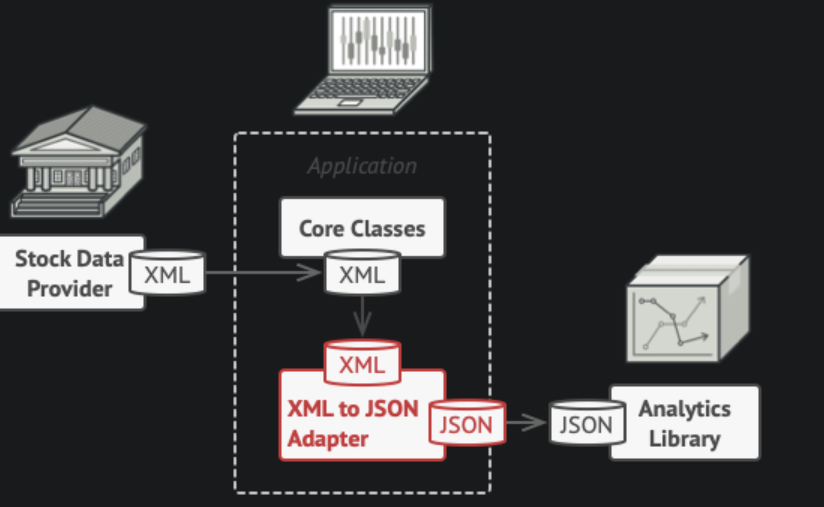 Application
Core Classes
Stock Data
Provider
XML
XML
XML
XML to JSON
Adapter
JSON
JSON
Analytics
Library